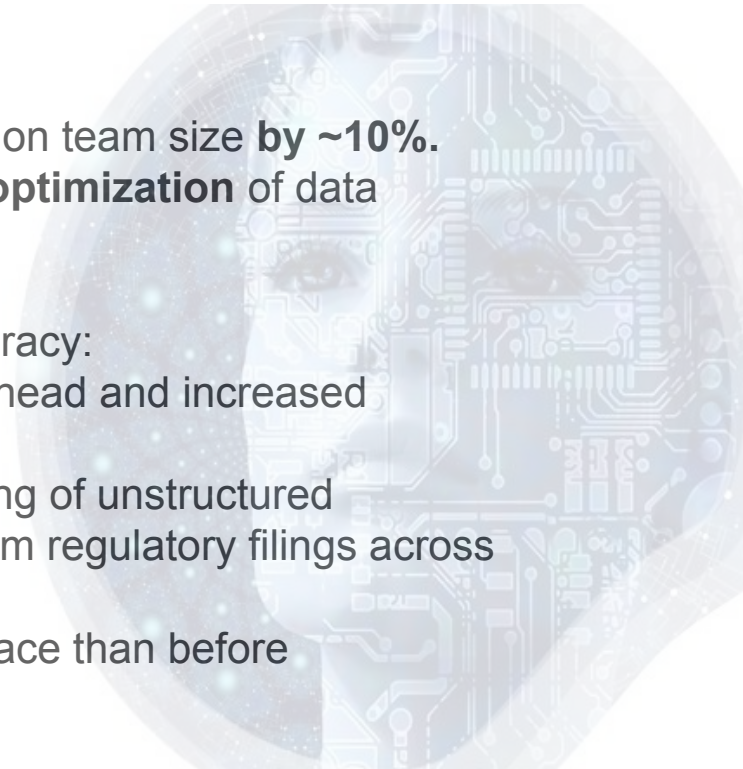 on team size by ~10%.
optimization of data
racy:
head and increased
ng of unstructured
m regulatory filings across
ace than before